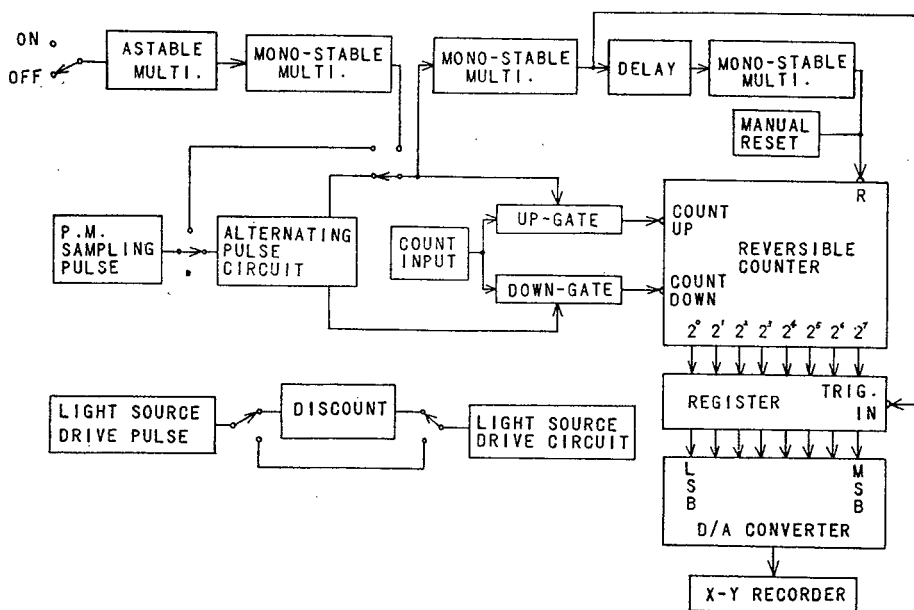 ON
OFF
ASTABLE
MULTI.
MONO-STABLE
MULTI.
MONO-STABLE
MULTI.
DELAY
MONO-STABLE
MULTI.
MANUAL
RESET
P.M.
SAMPLING
PULSE
ALTERNATING
PULSE
CIRCUIT
COUNT
INPUT
UP-GATE
DOWN-GATE
R
COUNT
UP
REVERSIBLE
COUNTER
COUNT
DOWN
2⁰ 2¹ 2² 2³ 2⁴ 2⁵ 2⁶ 2⁷
REGISTER
TRIG.
IN
LIGHT SOURCE
DRIVE PULSE
DISCOUNT
LIGHT SOURCE
DRIVE CIRCUIT
LSB
MSB
D/A CONVERTER
X-Y RECORDER